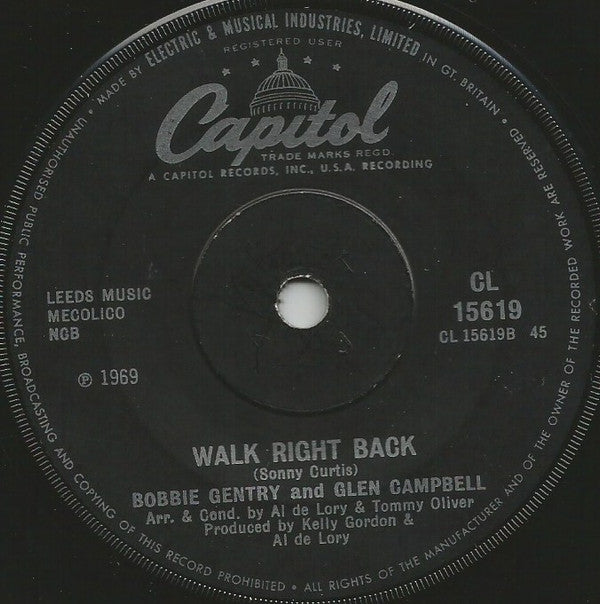 MADE BY ELECTRIC & MUSICAL INDUSTRIES, LIMITED IN GT. BRITAIN • ALL RIGHTS OF THE MANUFACTURER AND OF THE OWNER OF THE RECORDED WORK ARE RESERVED
UNAUTHORISED PUBLIC PERFORMANCE, BROADCASTING AND COPYING OF THIS RECORD PROHIBITED •
REGISTERED USER
Capitol
TRADE MARKS REGD.
A CAPITOL RECORDS, INC., U.S.A. RECORDING
LEEDS MUSIC
MECOLICO
NCB
℗ 1969
CL
15619
CL 15619B 45
WALK RIGHT BACK
(Sonny Curtis)
BOBBIE GENTRY and GLEN CAMPBELL
Arr. & Cond. by Al de Lory & Tommy Oliver
Produced by Kelly Gordon &
Al de Lory